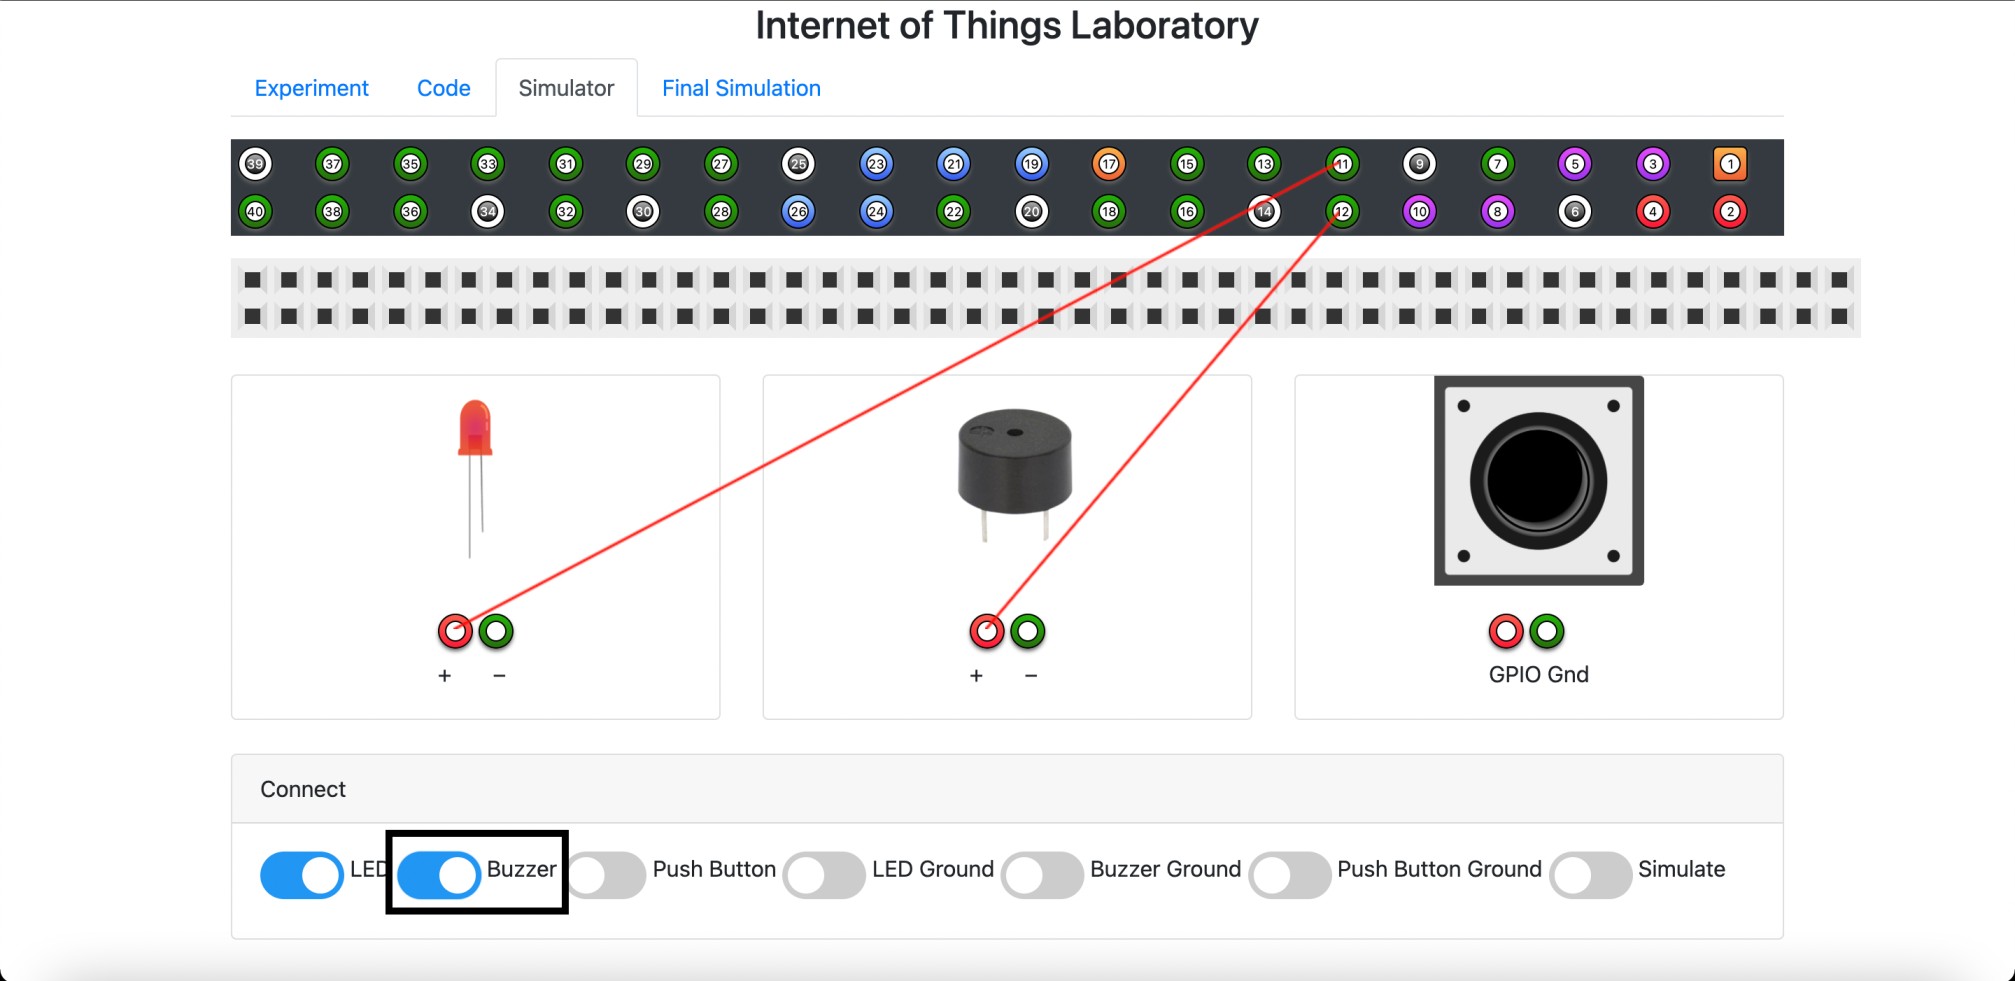 Internet of Things Laboratory
Experiment Code Simulator Final Simulation
39 37 35 33 31 29 27 25 23 21 19 17 15 13 11 9 7 5 3 1
40 38 36 34 32 30 28 26 24 22 20 18 16 14 12 10 8 6 4 2
+ − + − GPIO Gnd
Connect
LED Buzzer Push Button LED Ground Buzzer Ground Push Button Ground Simulate